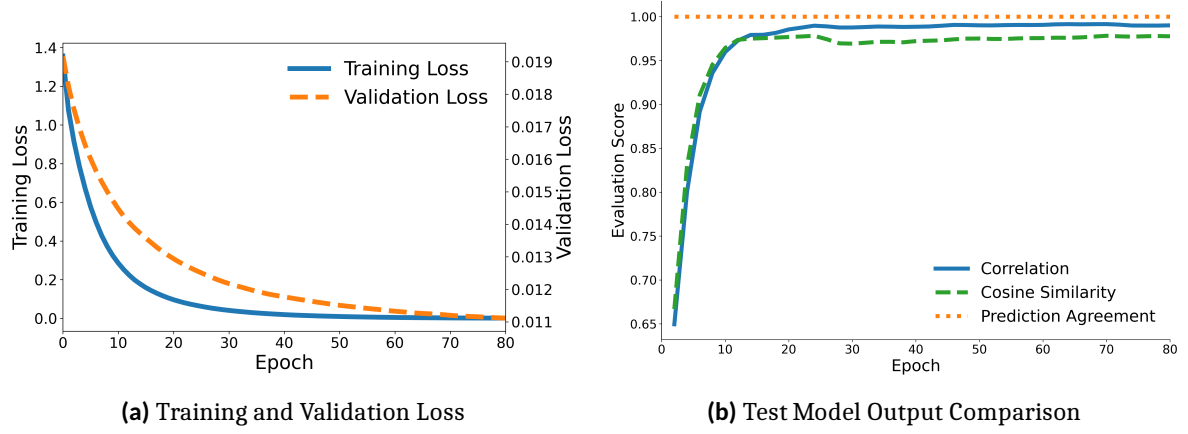 Training Loss
1.4
1.2
1.0
0.8
0.6
0.4
0.2
0.0
0 10 20 30 40 50 60 70 80
Epoch
0.019
0.018
0.017
0.016
0.015
0.014
0.013
0.012
0.011
Validation Loss
Training Loss
Validation Loss
(a) Training and Validation Loss
Evaluation Score
1.00
0.95
0.90
0.85
0.80
0.75
0.70
0.65
0 10 20 30 40 50 60 70 80
Epoch
Correlation
Cosine Similarity
Prediction Agreement
(b) Test Model Output Comparison